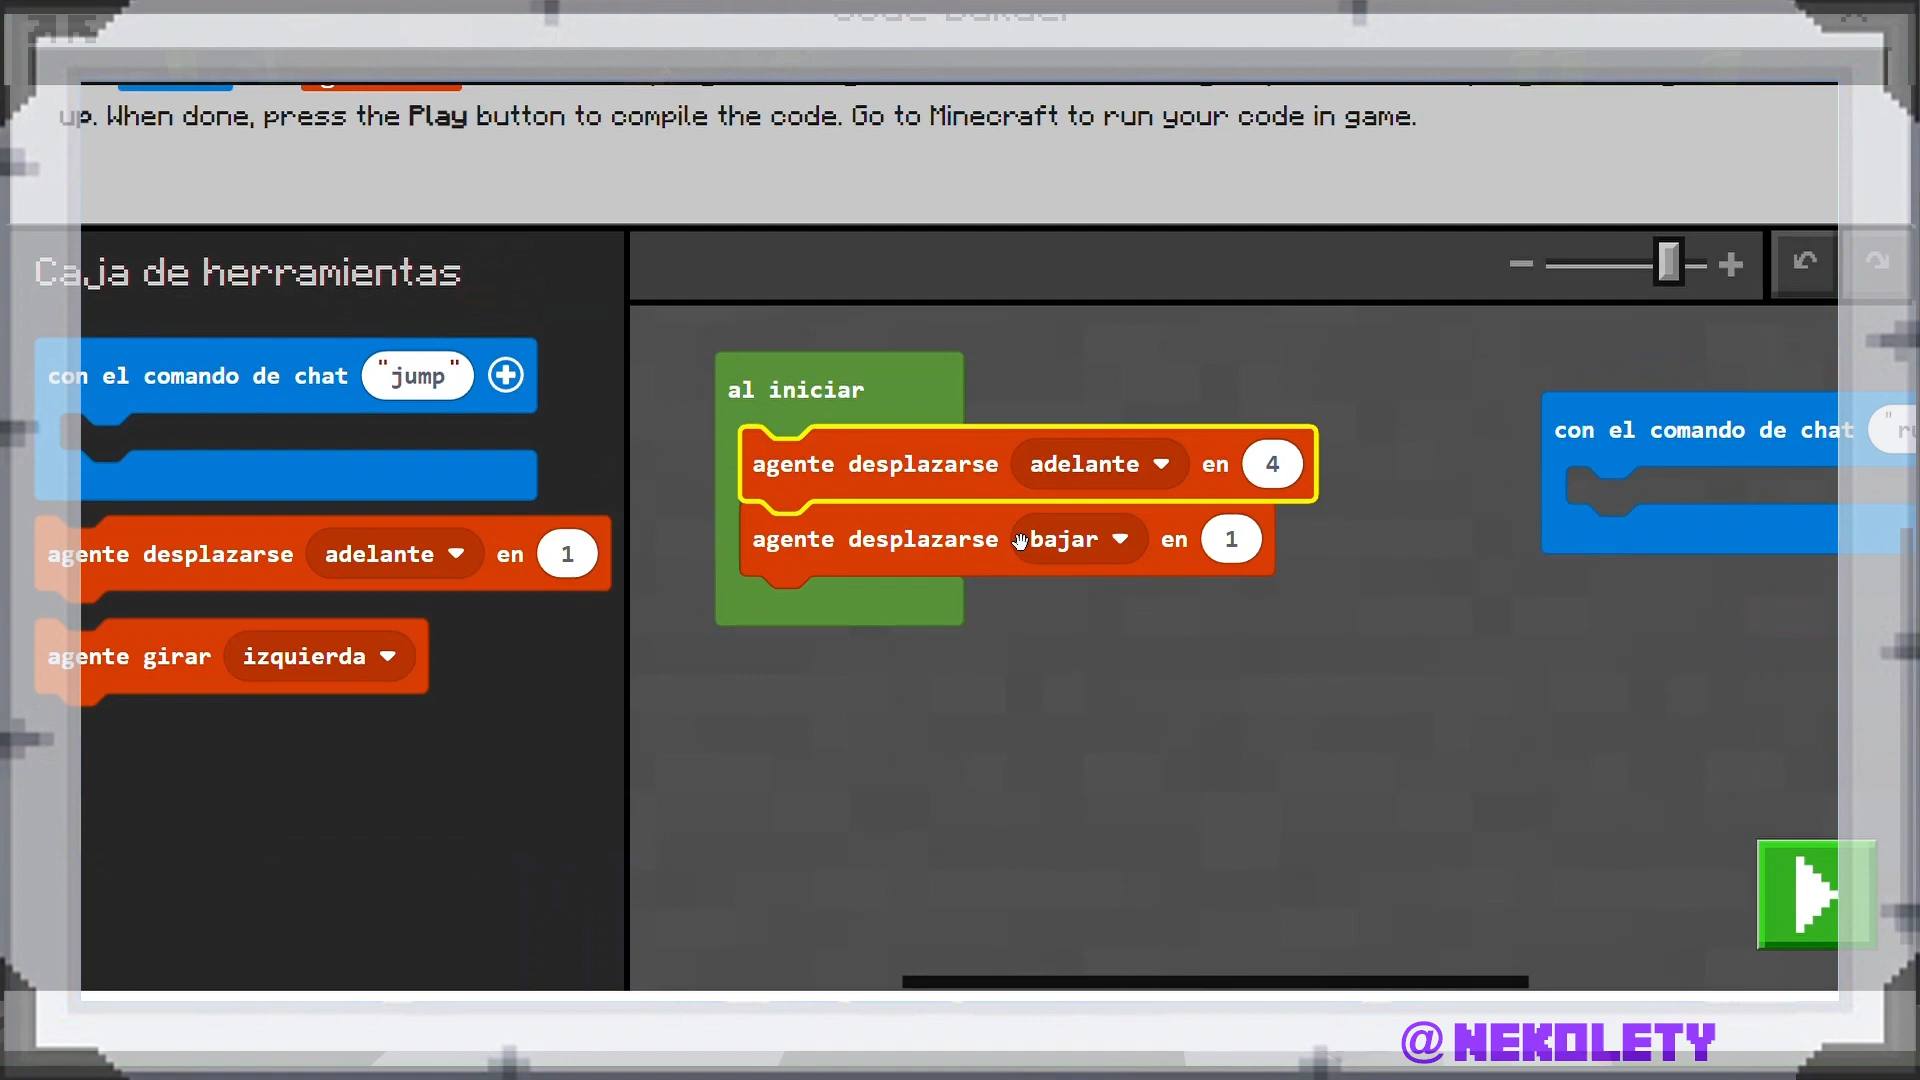 up. When done, press the Play button to compile the code. Go to Minecraft to run your code in game.
Caja de herramientas
con el comando de chat "jump"
agente desplazarse adelante en 1
agente girar izquierda
al iniciar
agente desplazarse adelante en 4
agente desplazarse bajar en 1
con el comando de chat
@NEKOLETY